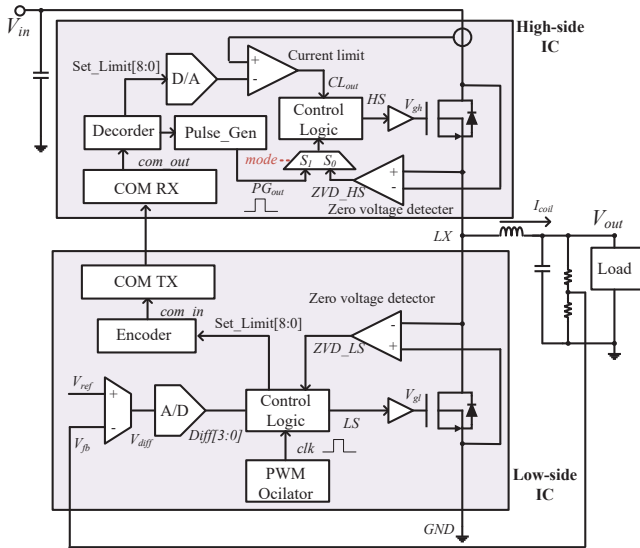 V_in
High-side
IC
Set_Limit[8:0]
Current limit
D/A
+
-
CL_out
HS
V_gh
Decorder
Pulse_Gen
Control
Logic
com_out
mode
S_1 S_0
+
-
COM RX
PG_out
ZVD_HS
Zero voltage detecter
I_coil
V_out
LX
Load
COM TX
com_in
Set_Limit[8:0]
Zero voltage detector
Encoder
-
+
ZVD_LS
V_ref
+
-
A/D
Control
Logic
V_gl
LS
V_fb
V_diff
Diff[3:0]
clk
PWM
Ocilator
Low-side
IC
GND